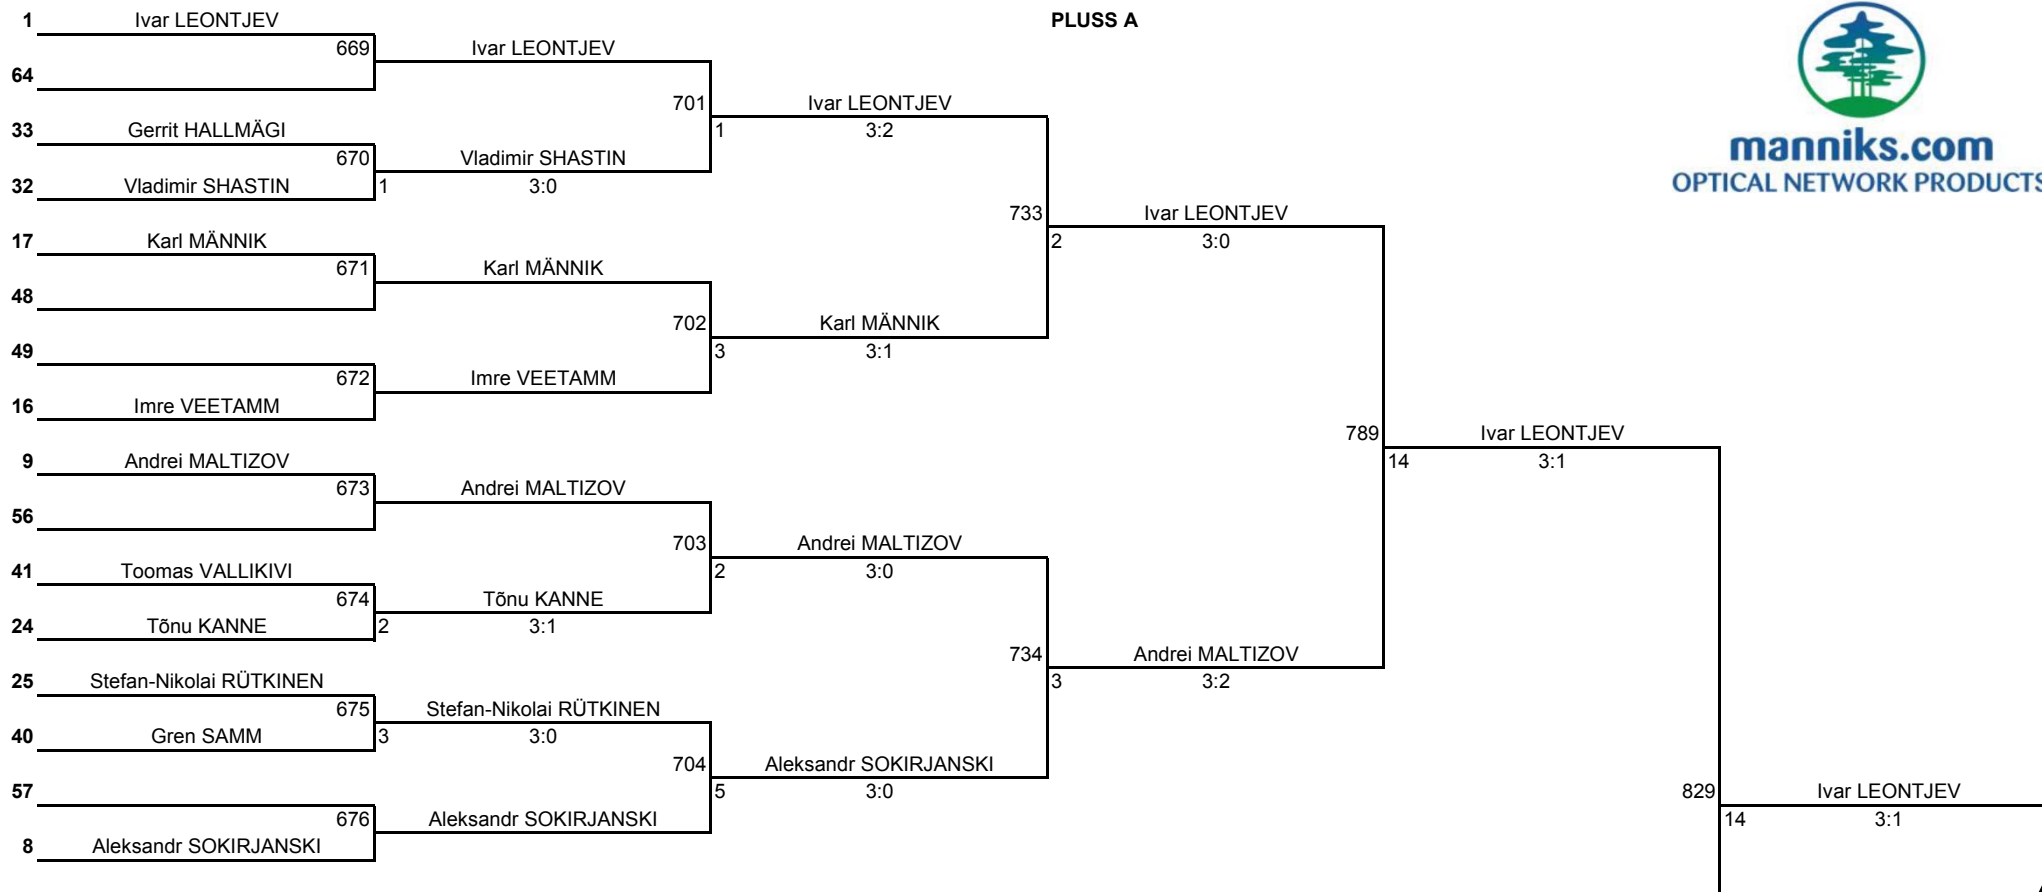 1 Ivar LEONTJEV PLUSS A
669 Ivar LEONTJEV
64
701 Ivar LEONTJEV
33 Gerrit HALLMÄGI 1 3:2
670 Vladimir SHASTIN
32 Vladimir SHASTIN 1 3:0
manniks.com
OPTICAL NETWORK PRODUCTS
733 Ivar LEONTJEV
17 Karl MÄNNIK 2 3:0
671 Karl MÄNNIK
48
702 Karl MÄNNIK
49 3 3:1
672 Imre VEETAMM
16 Imre VEETAMM
789 Ivar LEONTJEV
9 Andrei MALTIZOV 14 3:1
673 Andrei MALTIZOV
56
703 Andrei MALTIZOV
41 Toomas VALLIKIVI 2 3:0
674 Tõnu KANNE
24 Tõnu KANNE 2 3:1
734 Andrei MALTIZOV
25 Stefan-Nikolai RÜTKINEN 3 3:2
675 Stefan-Nikolai RÜTKINEN
40 Gren SAMM 3 3:0
704 Aleksandr SOKIRJANSKI
57 5 3:0 829 Ivar LEONTJEV
676 Aleksandr SOKIRJANSKI 14 3:1
8 Aleksandr SOKIRJANSKI